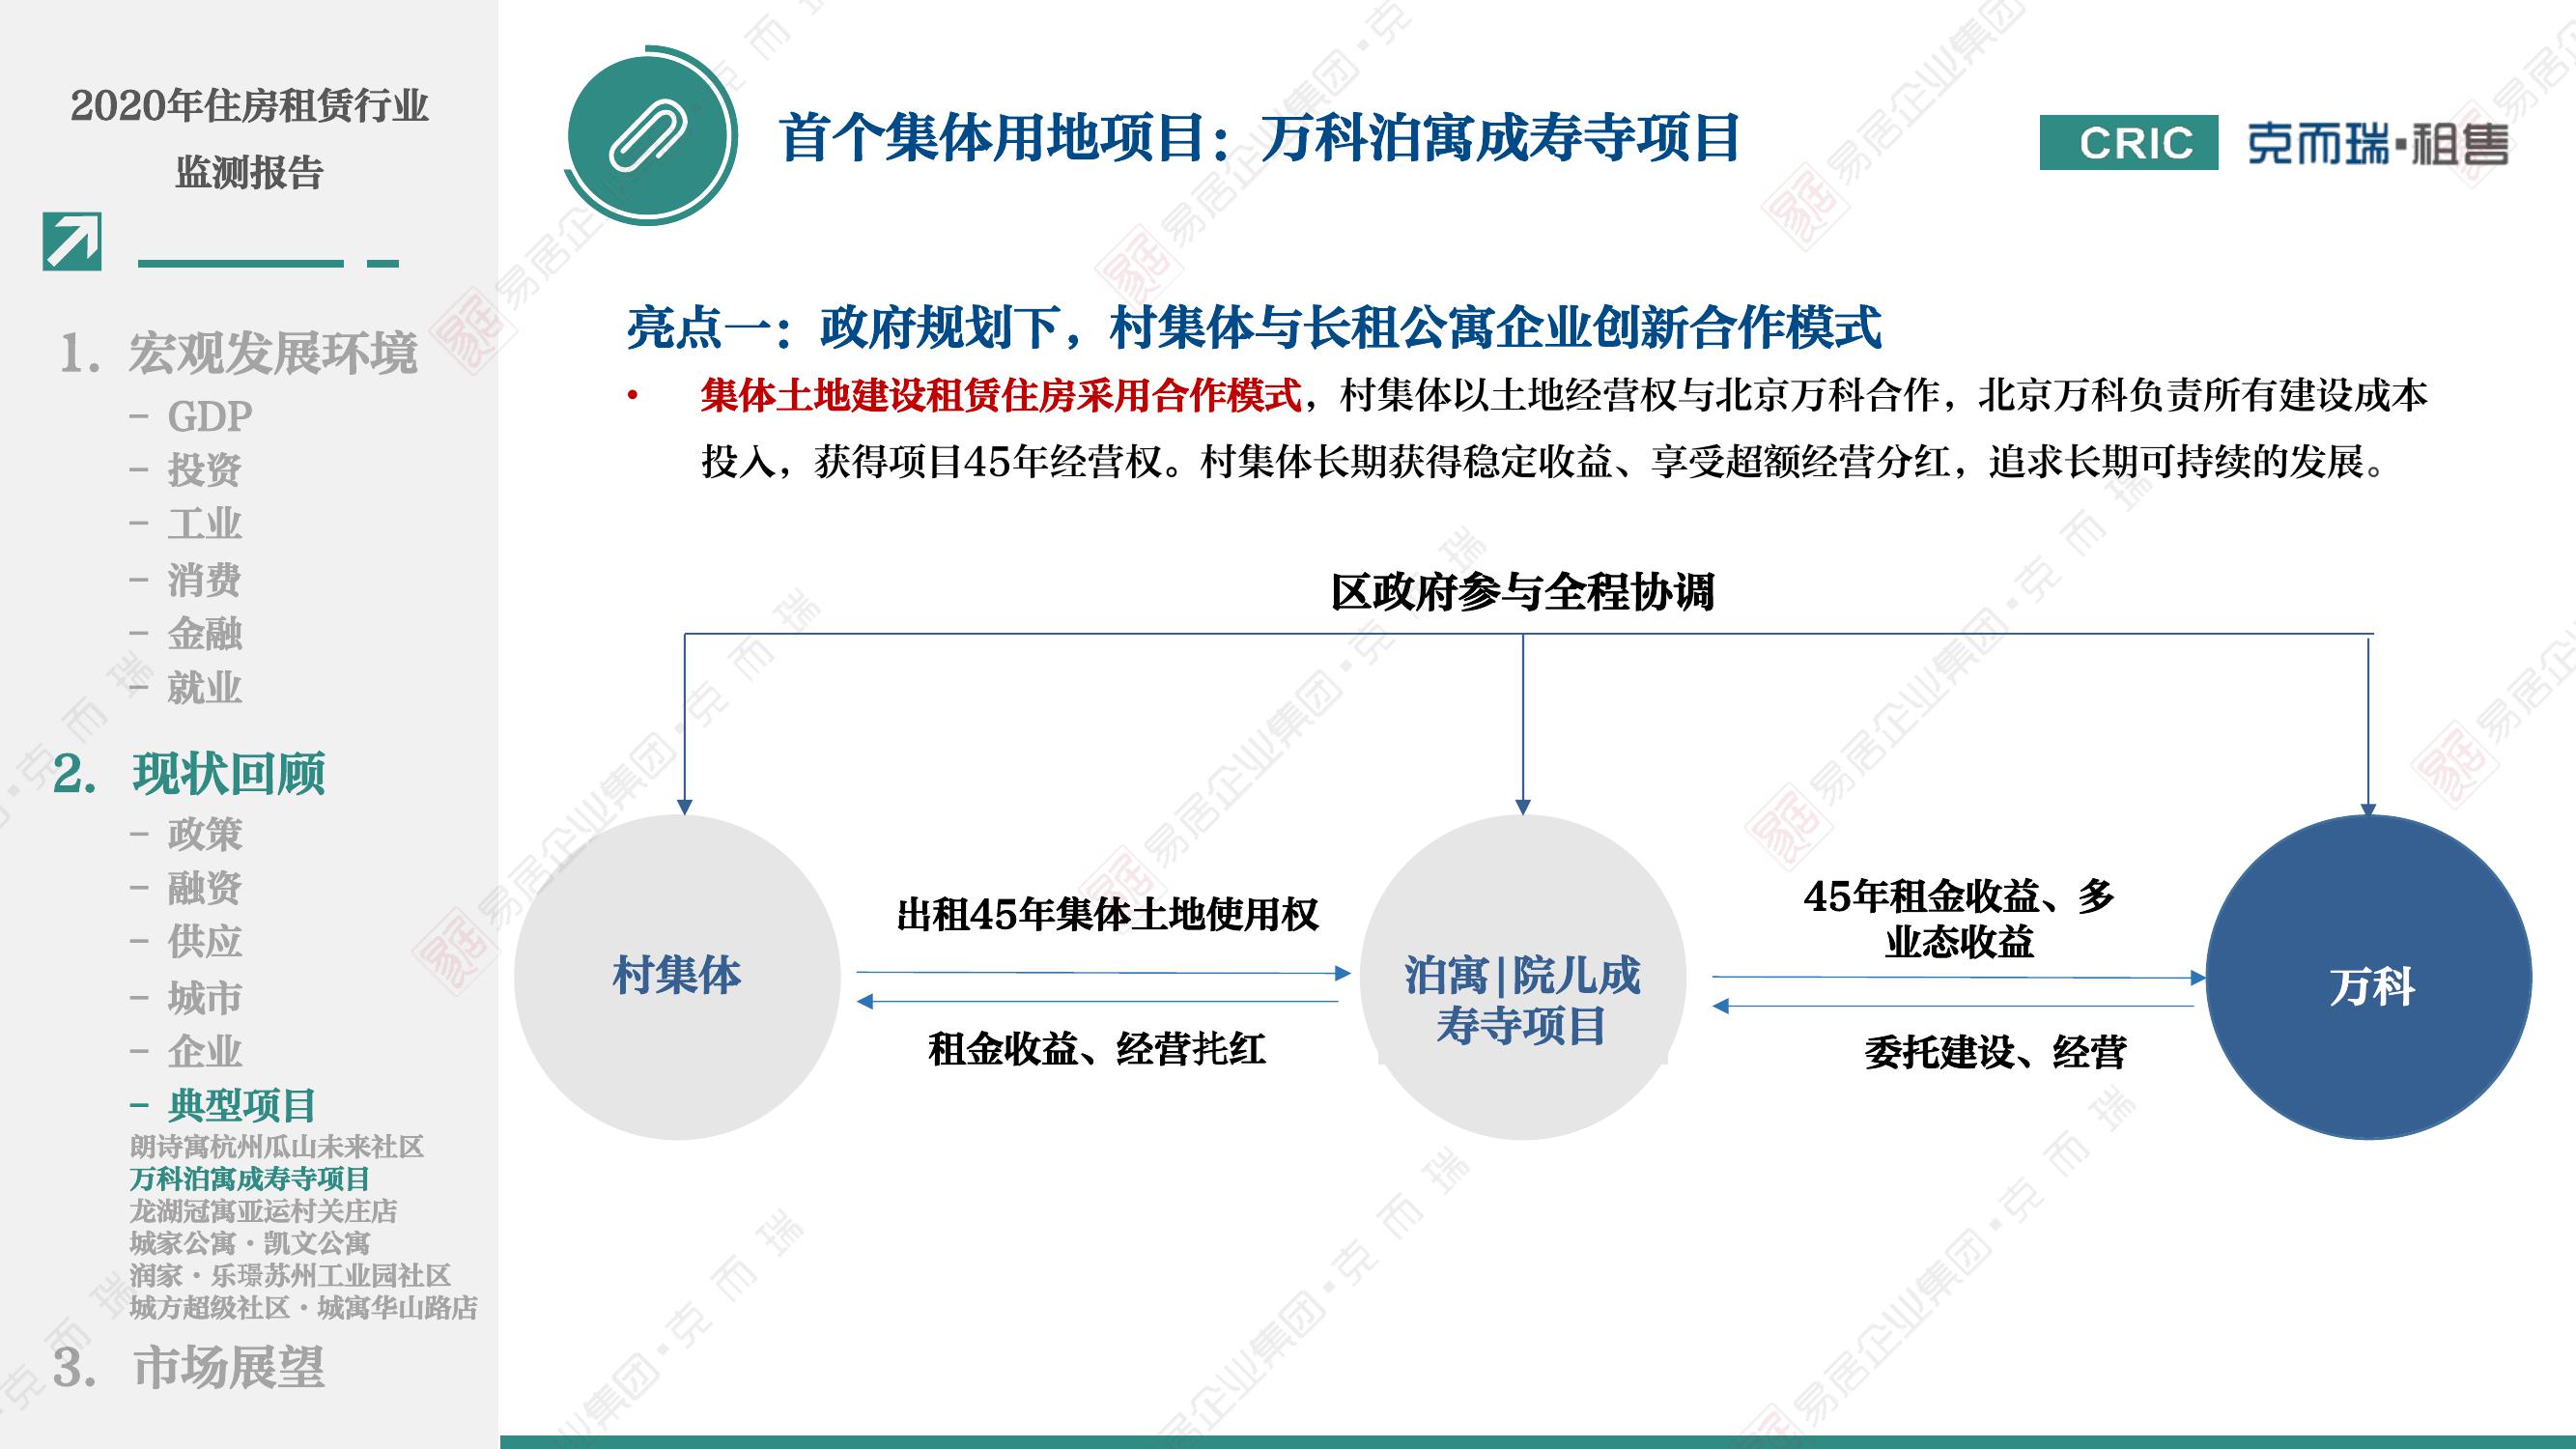 2020年住房租赁行业
监测报告
1. 宏观发展环境
– GDP
– 投资
– 工业
– 消费
– 金融
– 就业
2. 现状回顾
– 政策
– 融资
– 供应
– 城市
– 企业
– 典型项目
朗诗寓杭州瓜山未来社区
万科泊寓成寿寺项目
龙湖冠寓亚运村关庄店
城家公寓·凯文公寓
润家·乐璟苏州工业园社区
城方超级社区·城寓华山路店
3. 市场展望
首个集体用地项目：万科泊寓成寿寺项目
CRIC 克而瑞·租售
亮点一：政府规划下，村集体与长租公寓企业创新合作模式
• 集体土地建设租赁住房采用合作模式，村集体以土地经营权与北京万科合作，北京万科负责所有建设成本
投入，获得项目45年经营权。村集体长期获得稳定收益、享受超额经营分红，追求长期可持续的发展。
区政府参与全程协调
村集体
出租45年集体土地使用权
租金收益、经营扥红
泊寓|院儿成
寿寺项目
45年租金收益、多
业态收益
委托建设、经营
万科
易居企业集团·克而瑞